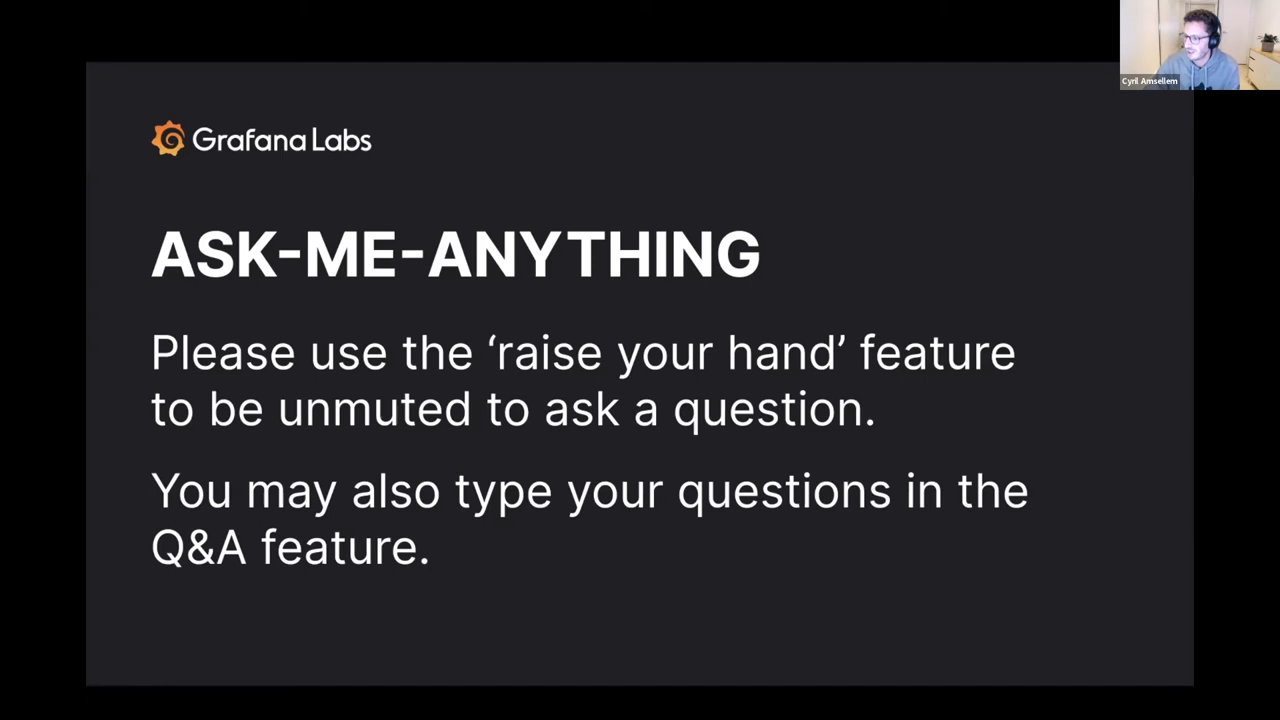 Cyril Amsellem
Grafana Labs
ASK-ME-ANYTHING
Please use the ‘raise your hand’ feature
to be unmuted to ask a question.
You may also type your questions in the
Q&A feature.